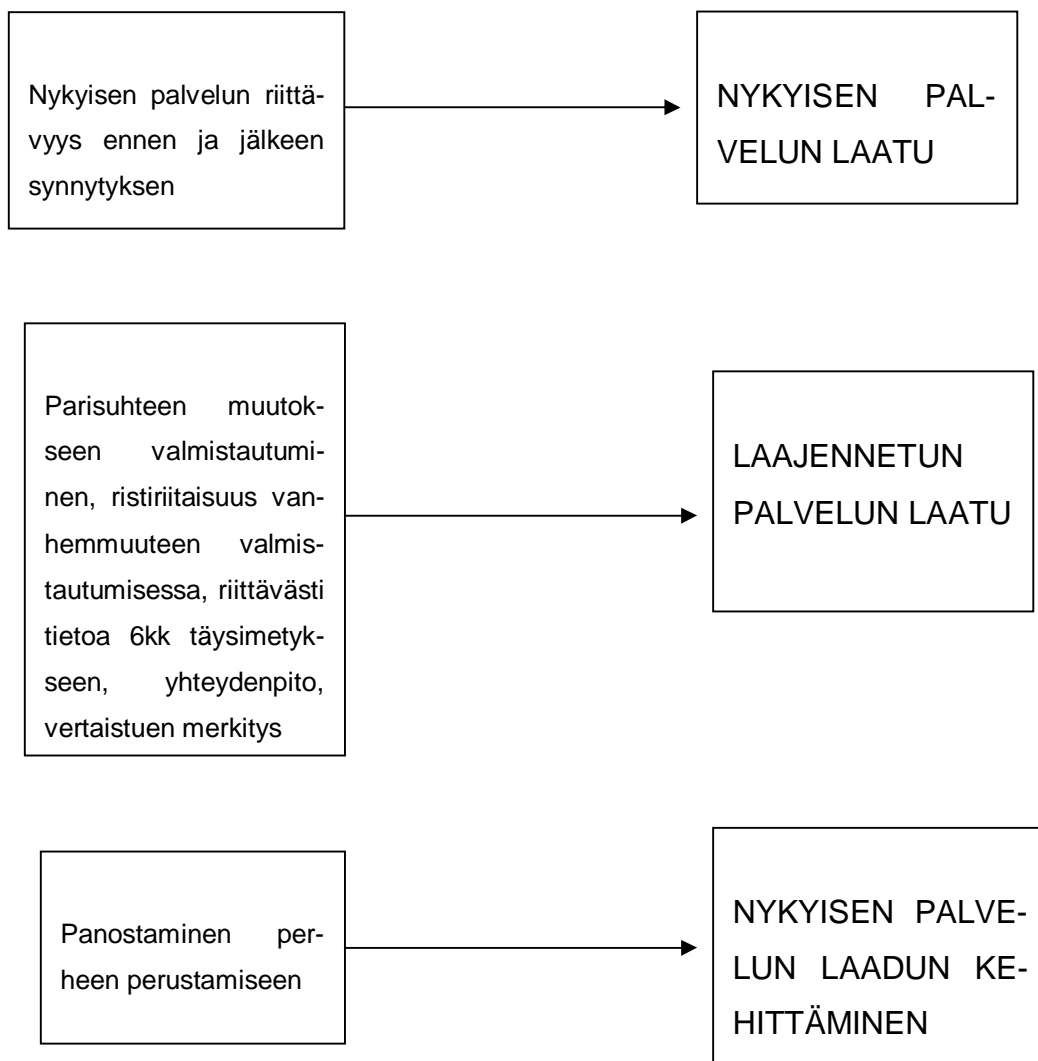 Nykyisen palvelun riittä-
vyys ennen ja jälkeen
synnytyksen
NYKYISEN PAL-
VELUN LAATU
Parisuhteen muutok-
seen valmistautumi-
nen, ristiriitaisuus van-
hemmuuteen valmis-
tautumisessa, riittävästi
tietoa 6kk täysimetyk-
seen, yhteydenpito,
vertaistuen merkitys
LAAJENNETUN
PALVELUN LAATU
Panostaminen per-
heen perustamiseen
NYKYISEN PALVE-
LUN LAADUN KE-
HITTÄMINEN